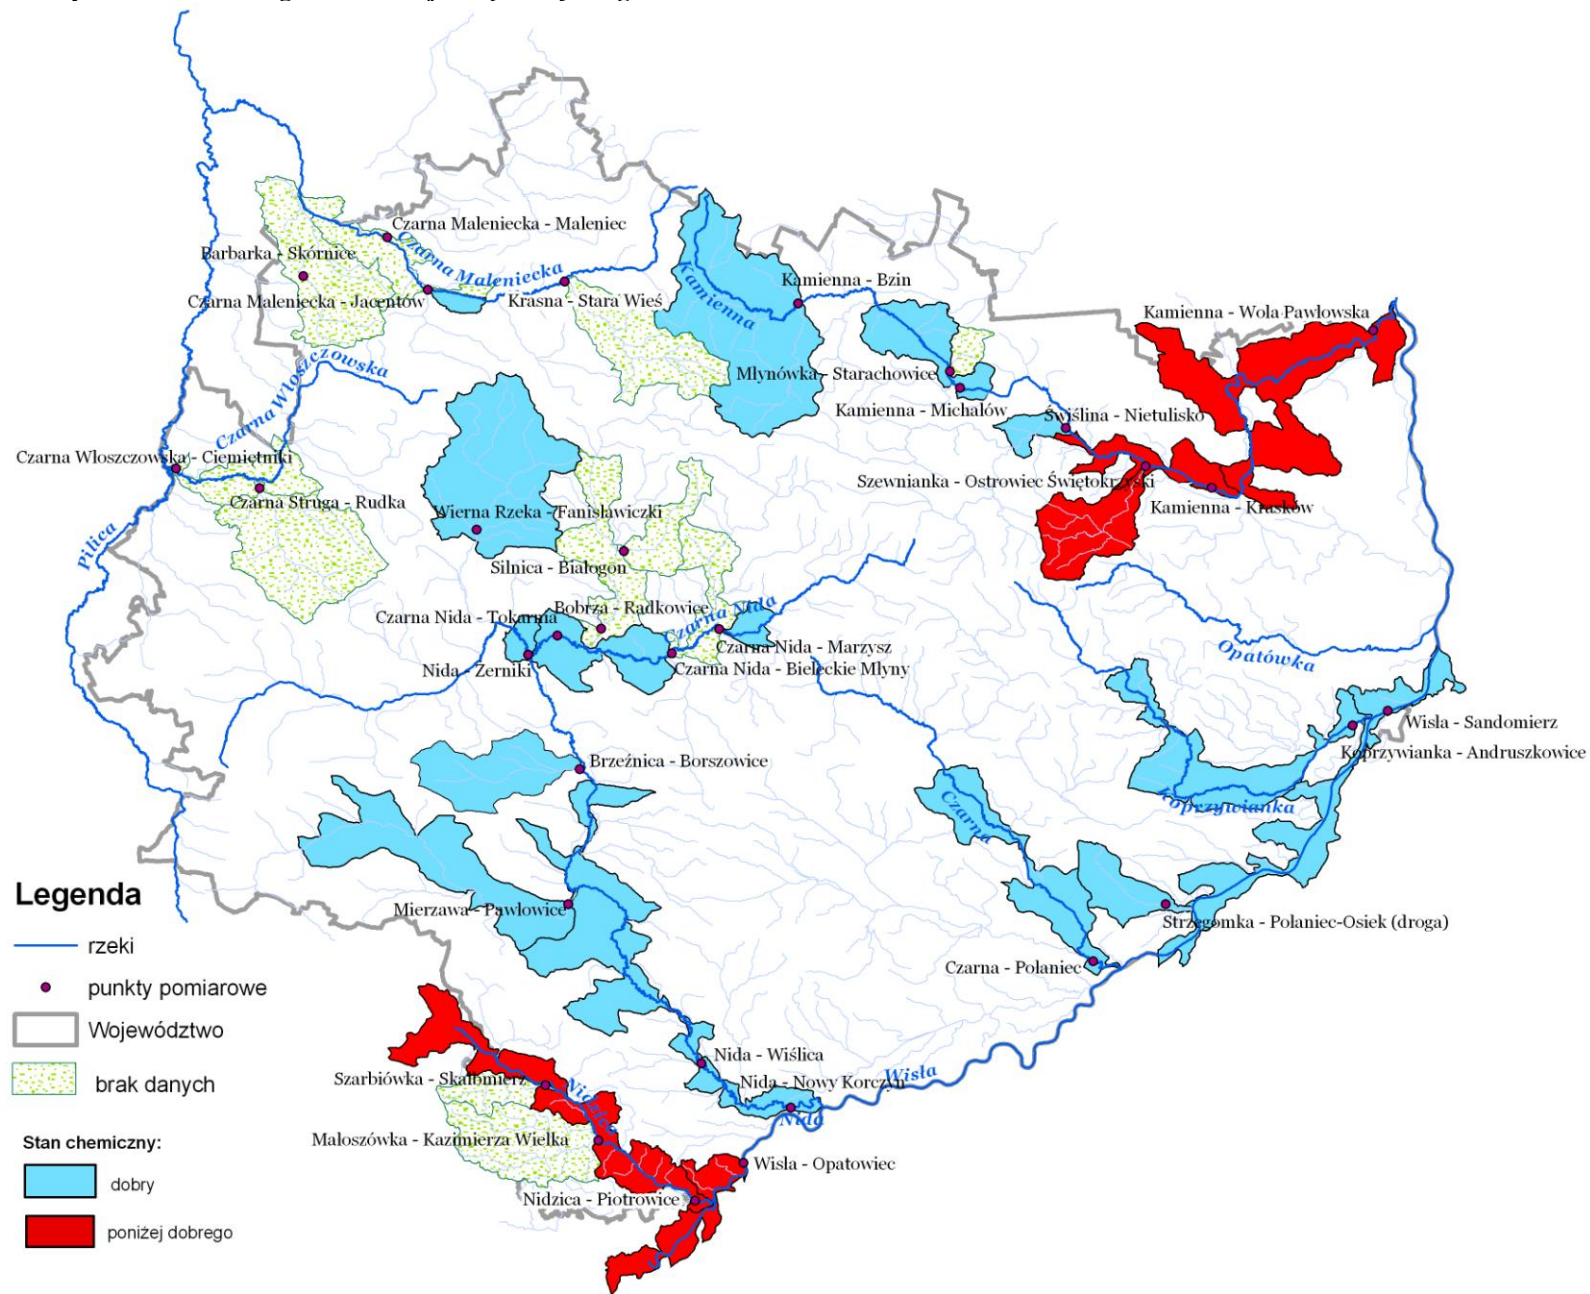 Czarna Maleniecka - Maleniec
Barbarka - Skórnice
Czarna Maleniecka
Czarna Maleniecka - Jacentów
Krasna - Stara Wieś
Kamienna
Kamienna - Bzin
Kamienna - Wola Pawłowska
Młynówka - Starachowice
Kamienna - Michałów
Świślina - Nietulisko
Czarna Włoszczowska
Czarna Włoszczowska - Ciemiętniki
Czarna Struga - Rudka
Szewnianka - Ostrowiec Świętokrzyski
Kamienna - Krasków
Wierna Rzeka - Fanisławiczki
Pilica
Silnica - Białogon
Czarna Nida - Tokarnia
Bobrza - Radkowice
Czarna Nida
Czarna Nida - Marzysz
Nida - Żerniki
Czarna Nida - Bieleckie Młyny
Opatówka
Wisła - Sandomierz
Koprzywianka - Andruszkowice
Brzeźnica - Borszowice
Koprzywianka
Czarna
Mierzawa - Pawłowice
Strzegomka - Połaniec-Osiek (droga)
Czarna - Połaniec
Legenda
rzeki
punkty pomiarowe
Województwo
brak danych
Stan chemiczny:
dobry
poniżej dobrego
Nida - Wiślica
Szarbiówka - Skalbmierz
Nida - Nowy Korczyn
Wisła
Nida
Nidzica
Małoszówka - Kazimierza Wielka
Wisła - Opatowiec
Nidzica - Piotrowice